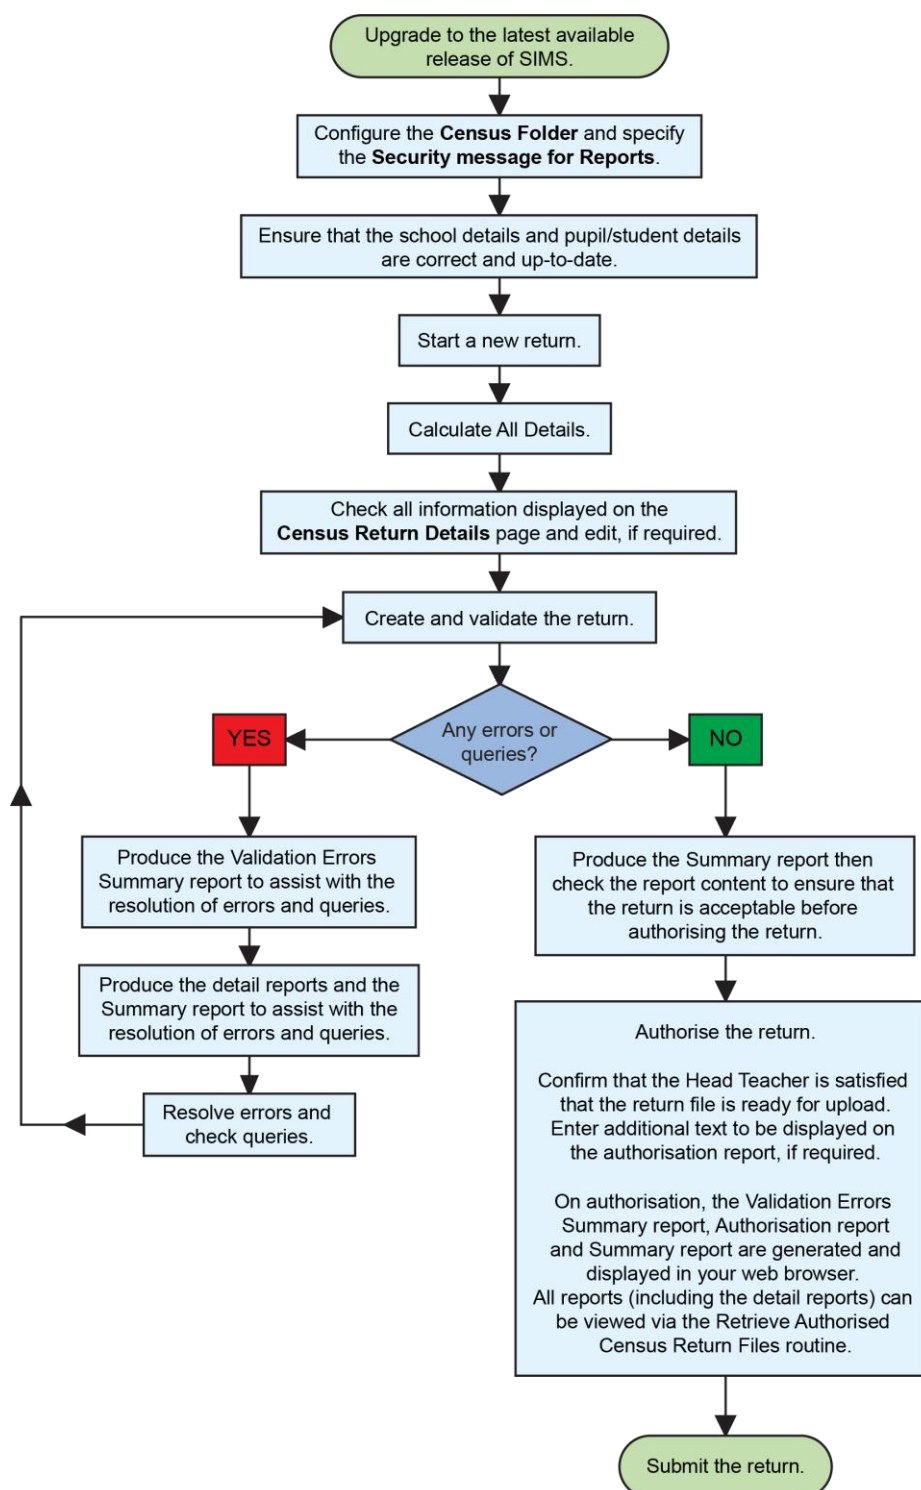 Upgrade to the latest available
release of SIMS.
Configure the Census Folder and specify
the Security message for Reports.
Ensure that the school details and pupil/student details
are correct and up-to-date.
Start a new return.
Calculate All Details.
Check all information displayed on the
Census Return Details page and edit, if required.
Create and validate the return.
Any errors or
queries?
YES
NO
Produce the Validation Errors
Summary report to assist with the
resolution of errors and queries.
Produce the detail reports and the
Summary report to assist with the
resolution of errors and queries.
Resolve errors and
check queries.
Produce the Summary report then
check the report content to ensure that
the return is acceptable before
authorising the return.
Authorise the return.
Confirm that the Head Teacher is satisfied
that the return file is ready for upload.
Enter additional text to be displayed on
the authorisation report, if required.
On authorisation, the Validation Errors
Summary report, Authorisation report
and Summary report are generated and
displayed in your web browser.
All reports (including the detail reports) can
be viewed via the Retrieve Authorised
Census Return Files routine.
Submit the return.